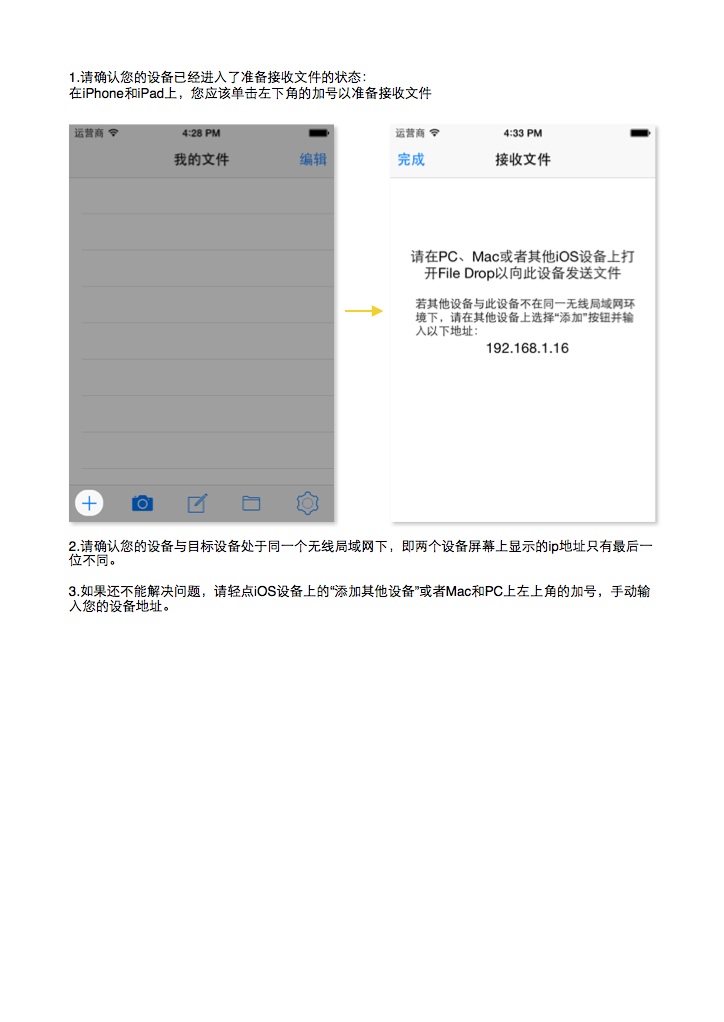 1.请确认您的设备已经进入了准备接收文件的状态：
在iPhone和iPad上，您应该单击左下角的加号以准备接收文件
运营商 4:28 PM
我的文件 编辑
运营商 4:33 PM
完成 接收文件
请在PC、Mac或者其他iOS设备上打
开File Drop以向此设备发送文件
若其他设备与此设备不在同一无线局域网环
境下，请在其他设备上选择“添加”按钮并输
入以下地址：
192.168.1.16
2.请确认您的设备与目标设备处于同一个无线局域网下，即两个设备屏幕上显示的ip地址只有最后一
位不同。
3.如果还不能解决问题，请轻点iOS设备上的“添加其他设备”或者Mac和PC上左上角的加号，手动输
入您的设备地址。